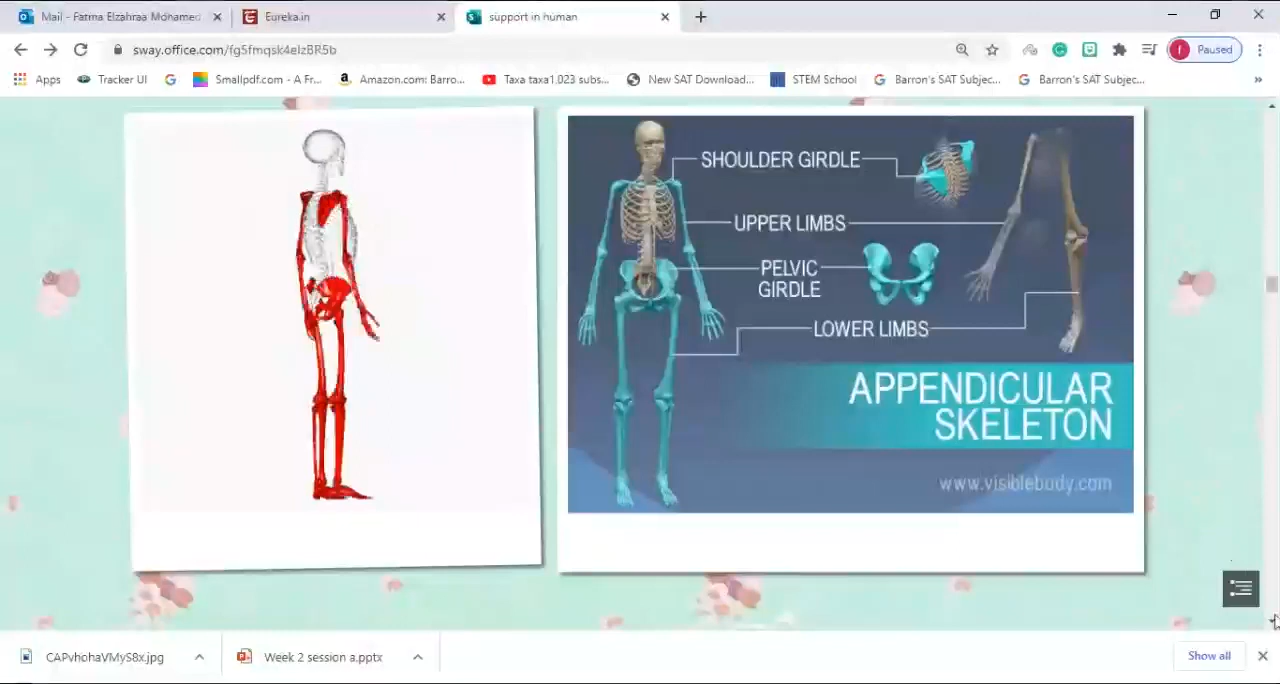 Mail - Fatma Elzahraa Mohamed
Eureka.in
support in human
sway.office.com/fg5fmqsk4elzBR5b
f
Paused
Apps
Tracker UI
Smallpdf.com - A Fr...
Amazon.com: Barro...
Taxa taxa1.023 subs...
New SAT Download...
STEM School
Barron's SAT Subjec...
Barron's SAT Subjec...
SHOULDER GIRDLE
UPPER LIMBS
PELVIC
GIRDLE
LOWER LIMBS
APPENDICULAR
SKELETON
www.visiblebody.com
CAPvhohaVMyS8x.jpg
Week 2 session a.pptx
Show all